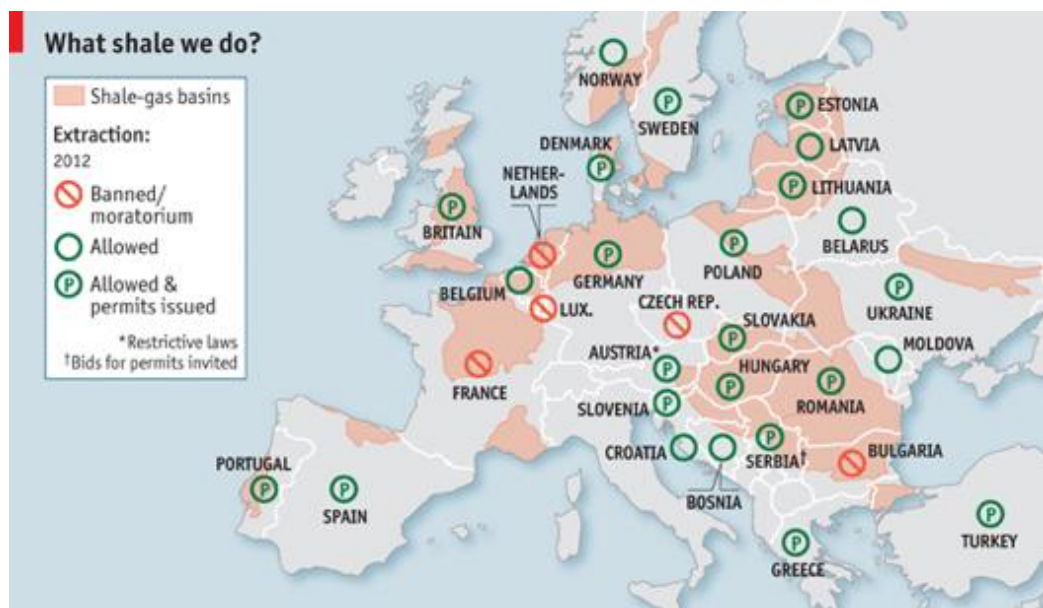 What shale we do?
Shale-gas basins
Extraction:
2012
Banned/
moratorium
Allowed
P Allowed &
permits issued
*Restrictive laws
†Bids for permits invited
NORWAY
P
SWEDEN
P ESTONIA
LATVIA
P LITHUANIA
DENMARK
P
NETHER-
LANDS
P
BRITAIN
BELARUS
P
GERMANY
P
POLAND
BELGIUM
LUX.
CZECH REP.
P
UKRAINE
SLOVAKIA
P
MOLDOVA
AUSTRIA*
P
HUNGARY
P
P
ROMANIA
FRANCE
SLOVENIA P
CROATIA
BOSNIA
P
SERBIA†
BULGARIA
PORTUGAL
P
P
SPAIN
P
GREECE
P
TURKEY